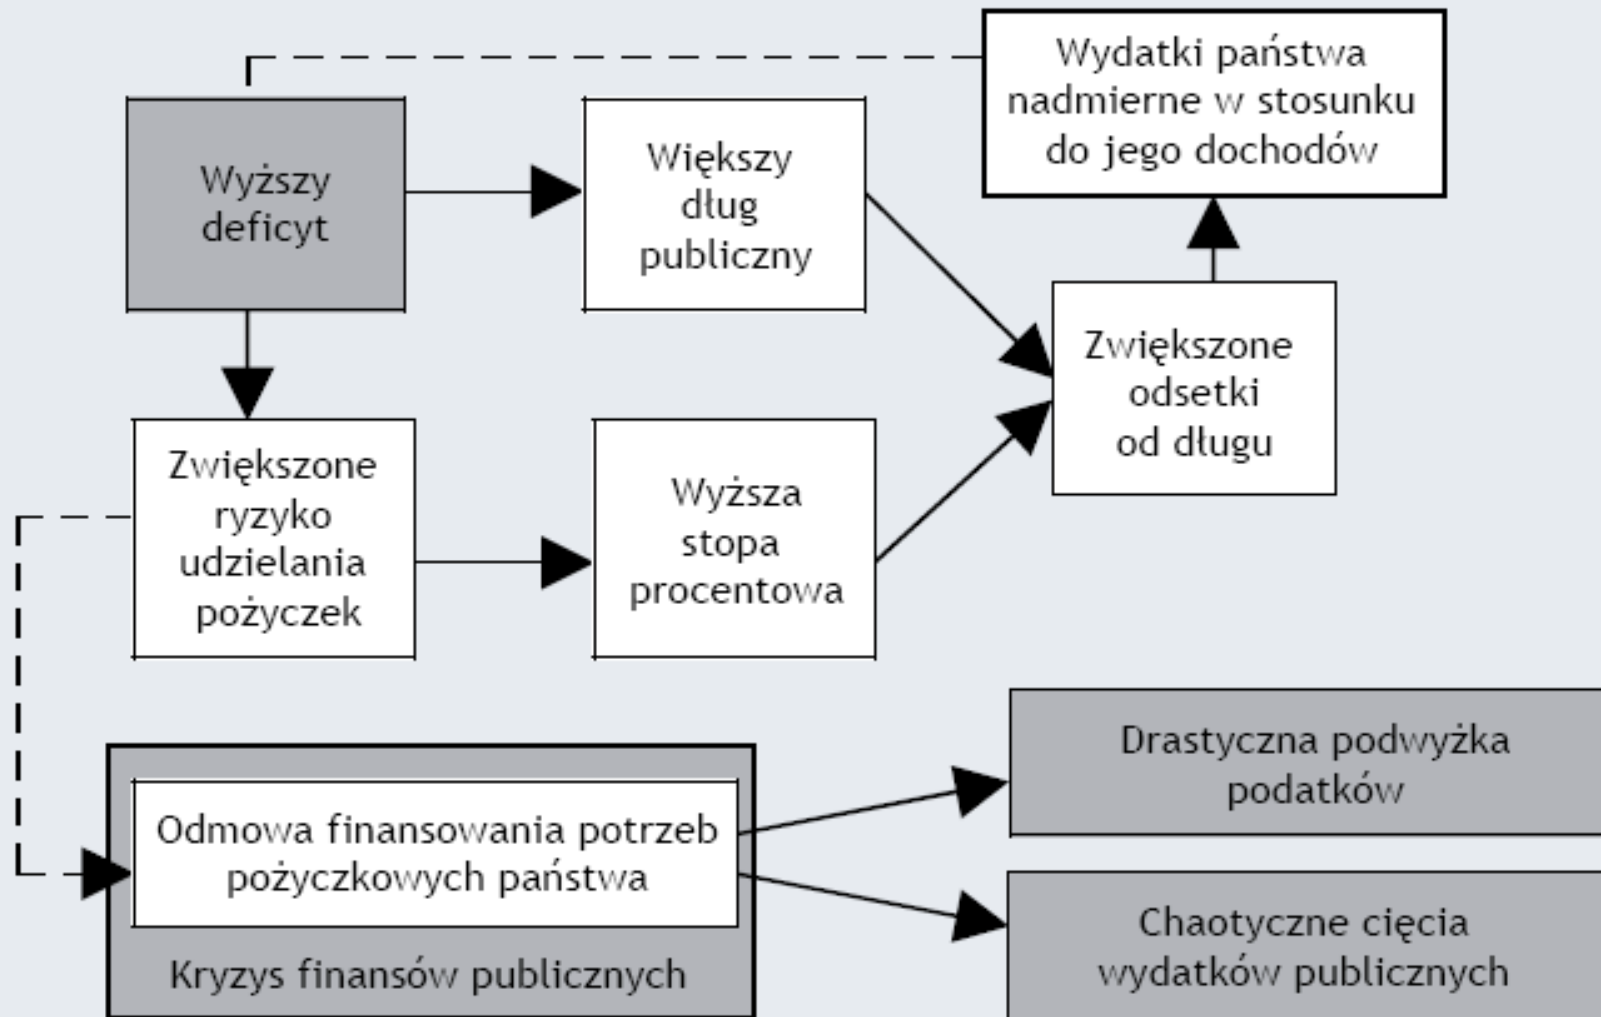 Wydatki państwa
nadmierne w stosunku
do jego dochodów
Wyższy
deficyt
Większy
dług
publiczny
Zwiększone
odsetki
od długu
Zwiększone
ryzyko
udzielania
pożyczek
Wyższa
stopa
procentowa
Odmowa finansowania potrzeb
pożyczkowych państwa
Kryzys finansów publicznych
Drastyczna podwyżka
podatków
Chaotyczne cięcia
wydatków publicznych